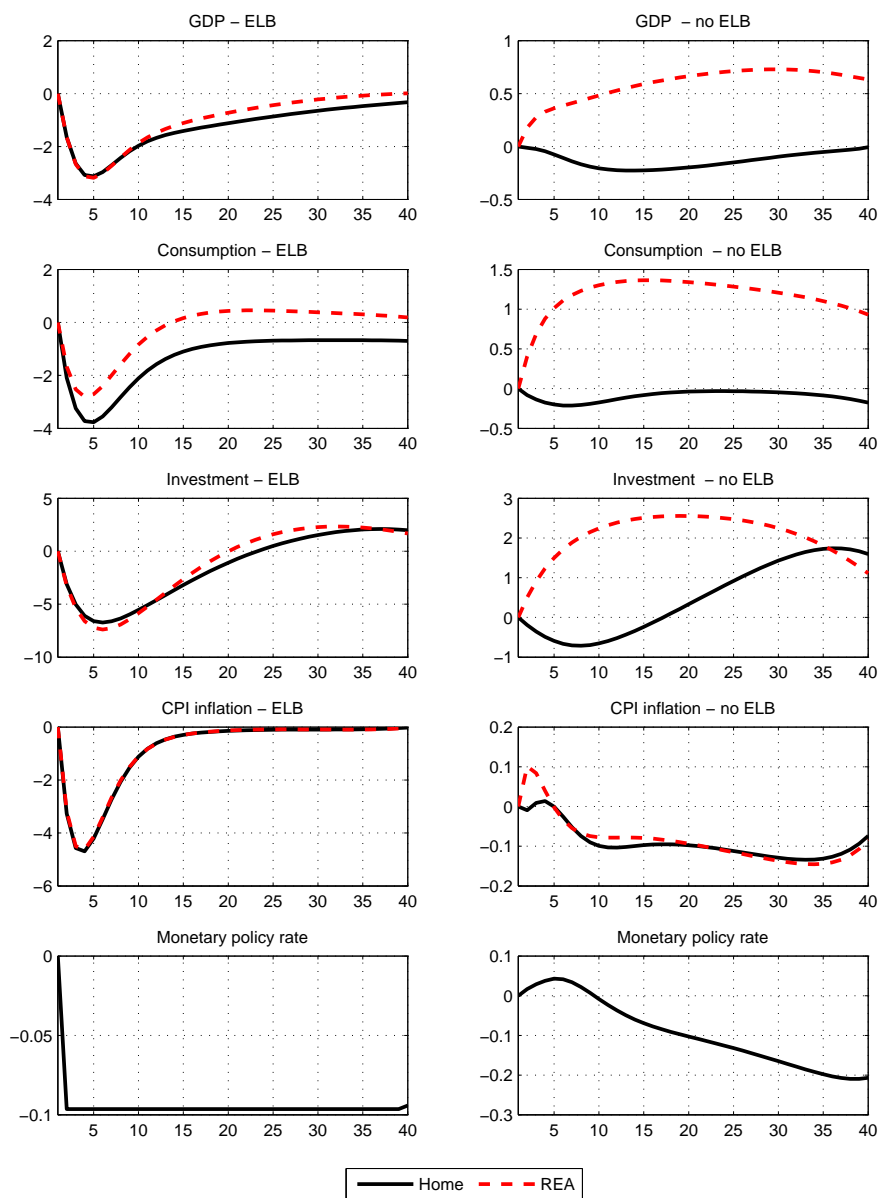 GDP − ELB
GDP − no ELB
2
0
−2
−4
5 10 15 20 25 30 35 40
1
0.5
0
−0.5
5 10 15 20 25 30 35 40
Consumption − ELB
Consumption − no ELB
2
0
−2
−4
5 10 15 20 25 30 35 40
1.5
1
0.5
0
−0.5
5 10 15 20 25 30 35 40
Investment − ELB
Investment − no ELB
5
0
−5
−10
5 10 15 20 25 30 35 40
3
2
1
0
−1
5 10 15 20 25 30 35 40
CPI inflation − ELB
CPI inflation − no ELB
0
−2
−4
−6
5 10 15 20 25 30 35 40
0.2
0.1
0
−0.1
−0.2
5 10 15 20 25 30 35 40
Monetary policy rate
Monetary policy rate
0
−0.05
−0.1
5 10 15 20 25 30 35 40
0.1
0
−0.1
−0.2
−0.3
5 10 15 20 25 30 35 40
Home REA